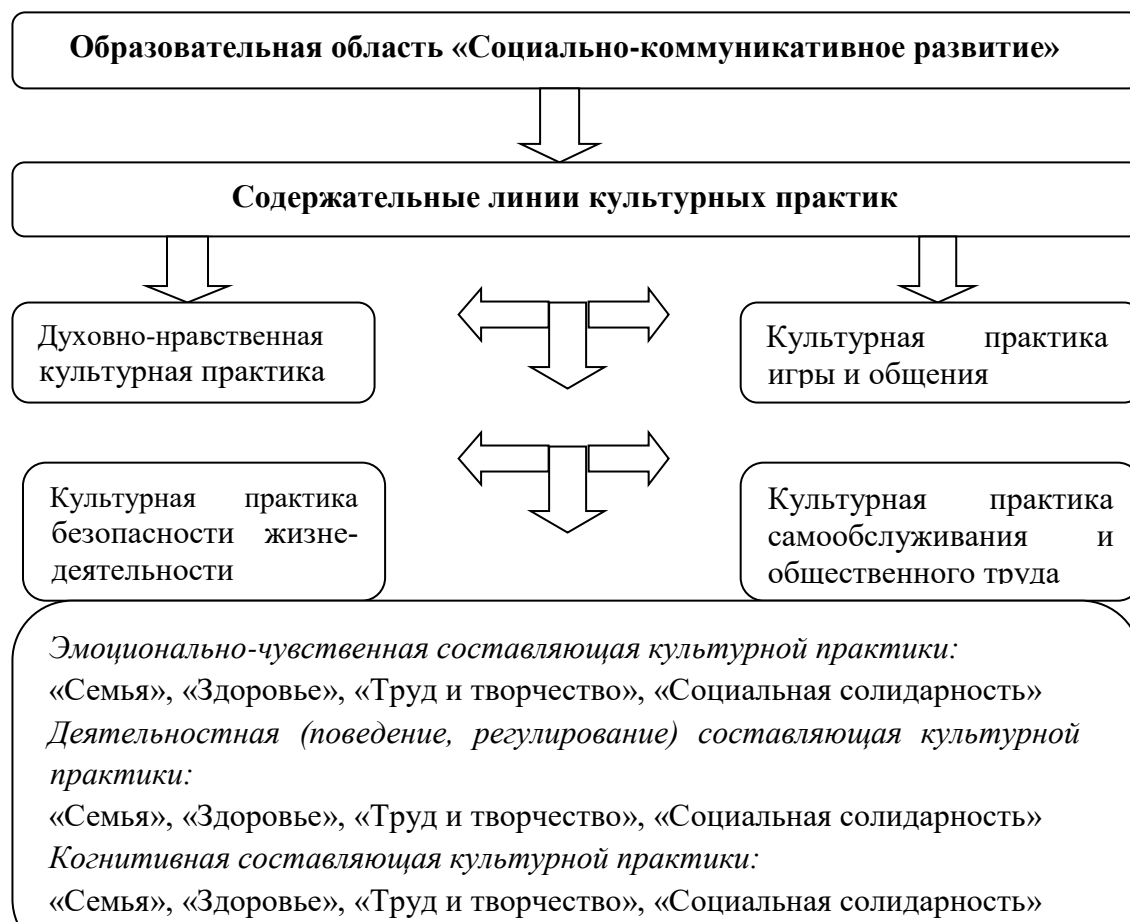 Образовательная область «Социально-коммуникативное развитие»
Содержательные линии культурных практик
Духовно-нравственная
культурная практика
Культурная практика
игры и общения
Культурная практика
безопасности жизне-
деятельности
Культурная практика
самообслуживания и
общественного труда
Эмоционально-чувственная составляющая культурной практики:
«Семья», «Здоровье», «Труд и творчество», «Социальная солидарность»
Деятельностная (поведение, регулирование) составляющая культурной
практики:
«Семья», «Здоровье», «Труд и творчество», «Социальная солидарность»
Когнитивная составляющая культурной практики:
«Семья», «Здоровье», «Труд и творчество», «Социальная солидарность»